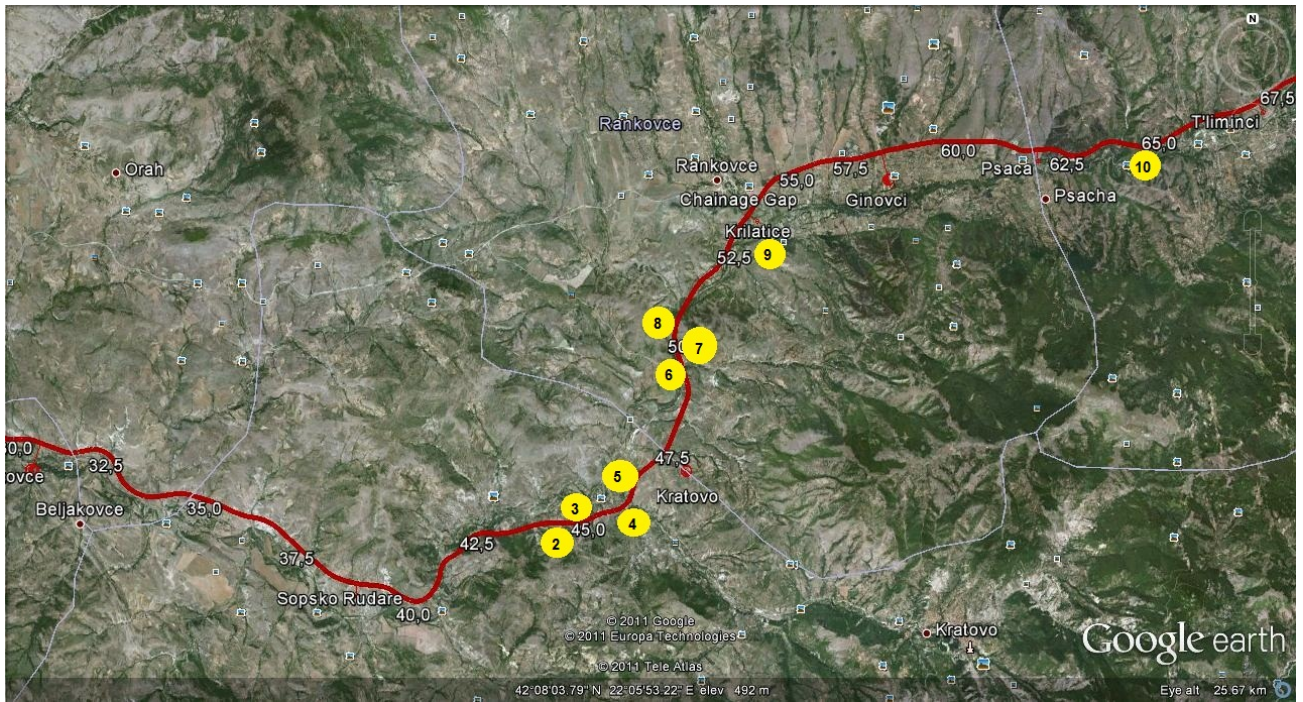 N
67,5
T'liminci
65,0
10
60,0
Psaca
62,5
57,5
Psacha
Rankovce
Orah
Rankovce
55,0
Chainage Gap
Ginovci
Krilatice
52,5
9
8
7
6
47,5
5
Kratovo
32,5
ovce
35,0
Beljakovce
3
45,0
4
2
42,5
37,5
Sopsko Rudare
40,0
Kratovo
© 2011 Google
© 2011 Europa Technologies
© 2011 Tele Atlas
Google earth
42°08'03.79" N 22°05'53.22" E elev 492 m
Eye alt 25.67 km